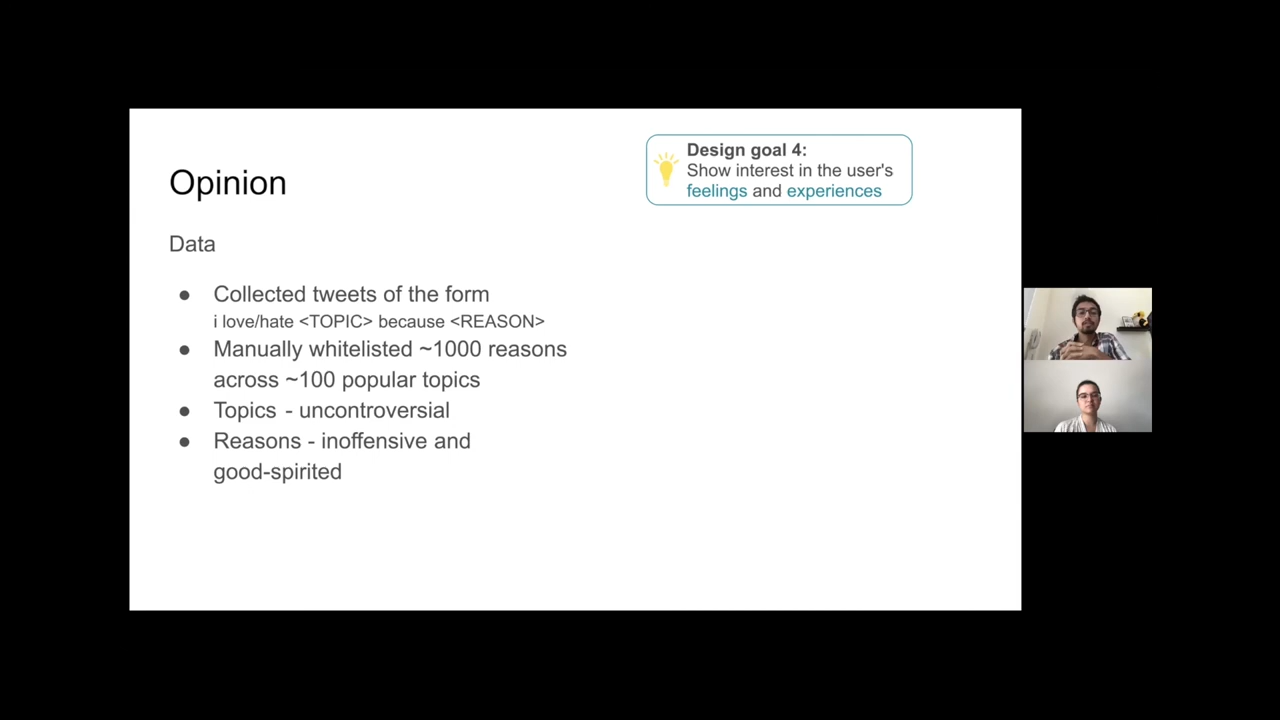 Design goal 4:
Show interest in the user's
feelings and experiences
Opinion
Data
● Collected tweets of the form
i love/hate <TOPIC> because <REASON>
● Manually whitelisted ~1000 reasons
across ~100 popular topics
● Topics - uncontroversial
● Reasons - inoffensive and
good-spirited